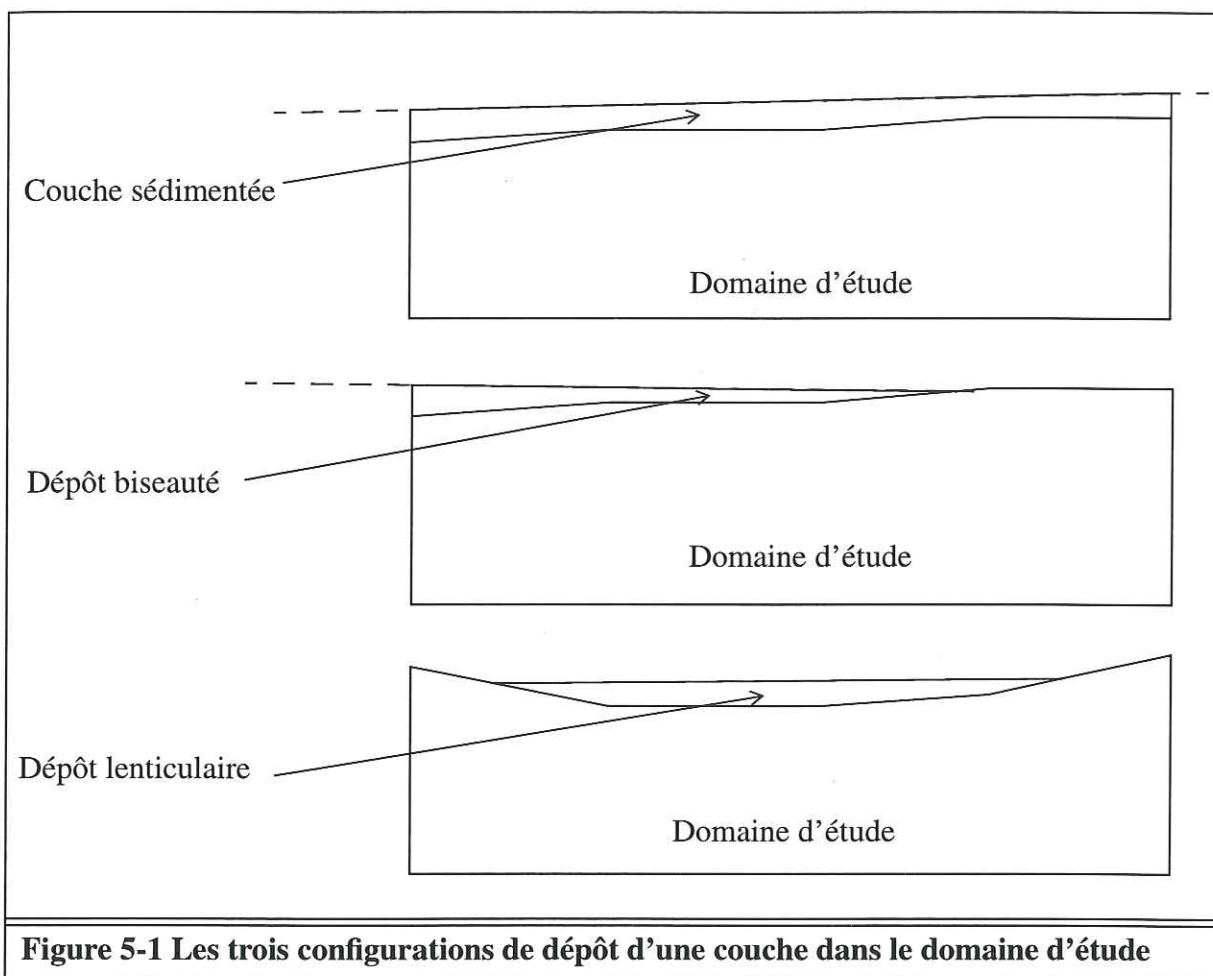 Couche sédimentée
Domaine d'étude
Dépôt biseauté
Domaine d'étude
Dépôt lenticulaire
Domaine d'étude
Figure 5-1 Les trois configurations de dépôt d'une couche dans le domaine d'étude